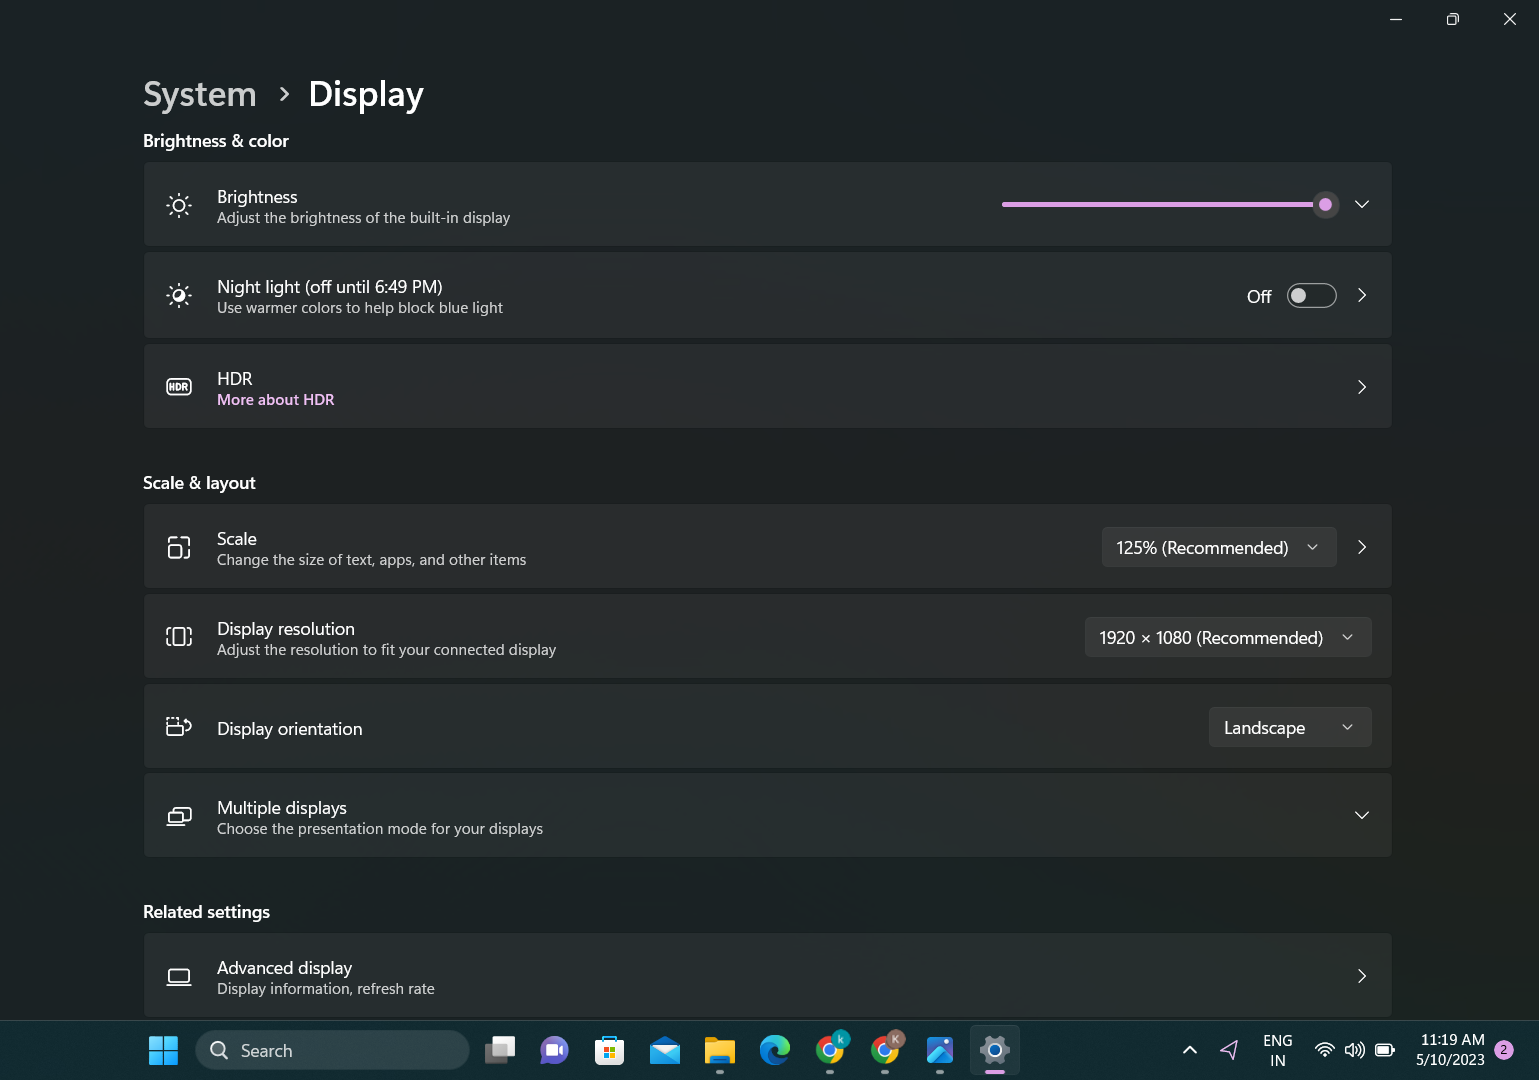 System > Display
Brightness & color
Brightness
Adjust the brightness of the built-in display
Night light (off until 6:49 PM)
Use warmer colors to help block blue light
Off
HDR
HDR
More about HDR
Scale & layout
Scale
Change the size of text, apps, and other items
125% (Recommended)
Display resolution
Adjust the resolution to fit your connected display
1920 × 1080 (Recommended)
Display orientation
Landscape
Multiple displays
Choose the presentation mode for your displays
Related settings
Advanced display
Display information, refresh rate
Search
k
K
ENG
IN
11:19 AM
5/10/2023
2